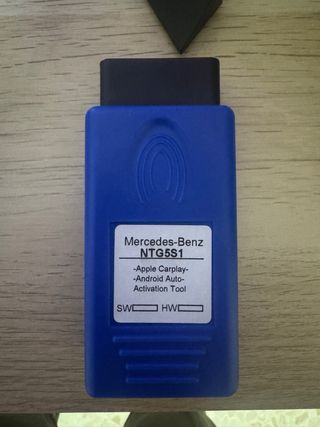 Mercedes-Benz
NTG5S1
-Apple Carplay-
-Android Auto-
Activation Tool
SW HW